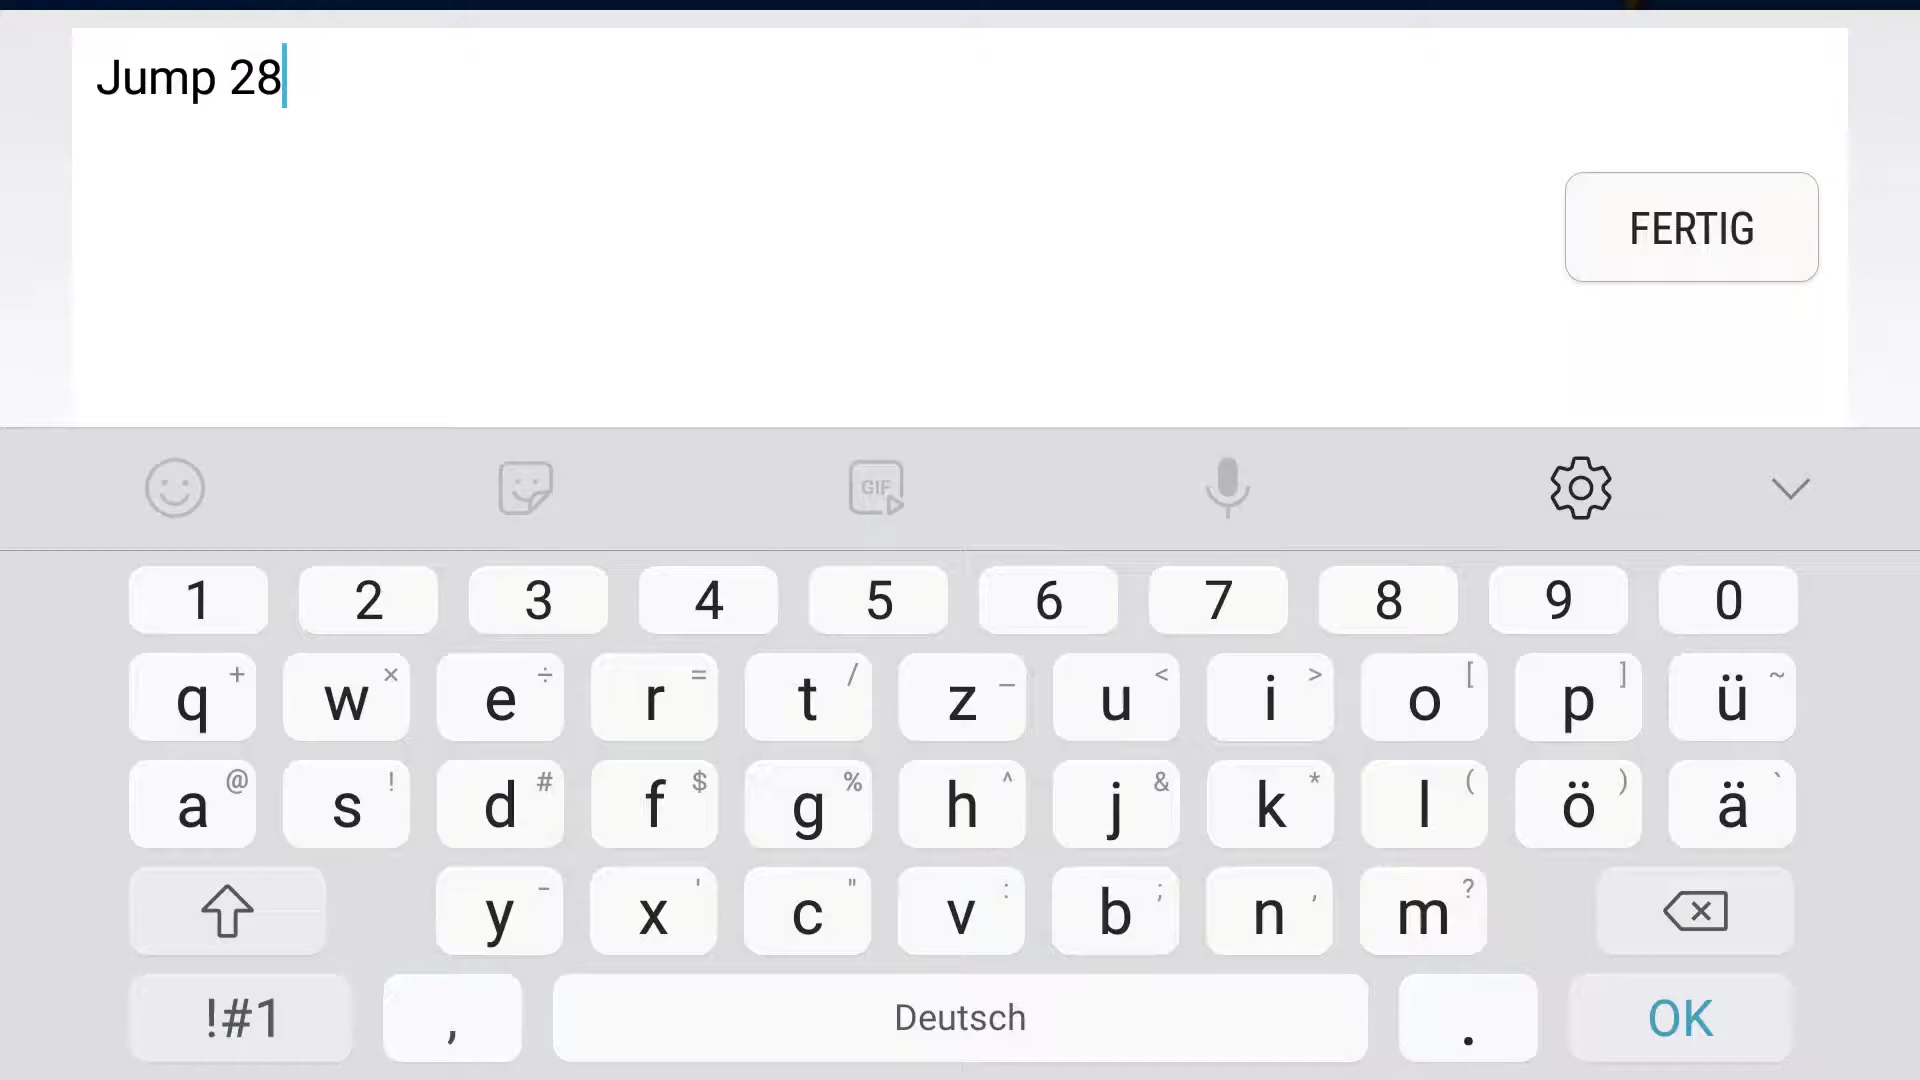 Jump 28
FERTIG
GIF
1 2 3 4 5 6 7 8 9 0
q + w × e ÷ r = t / z _ u < i > o [ p ] ü ~
a @ s ! d # f $ g % h ^ j & k * l ( ö ) ä `
y - x ' c " v : b ; n , m ?
!#1 , Deutsch . OK